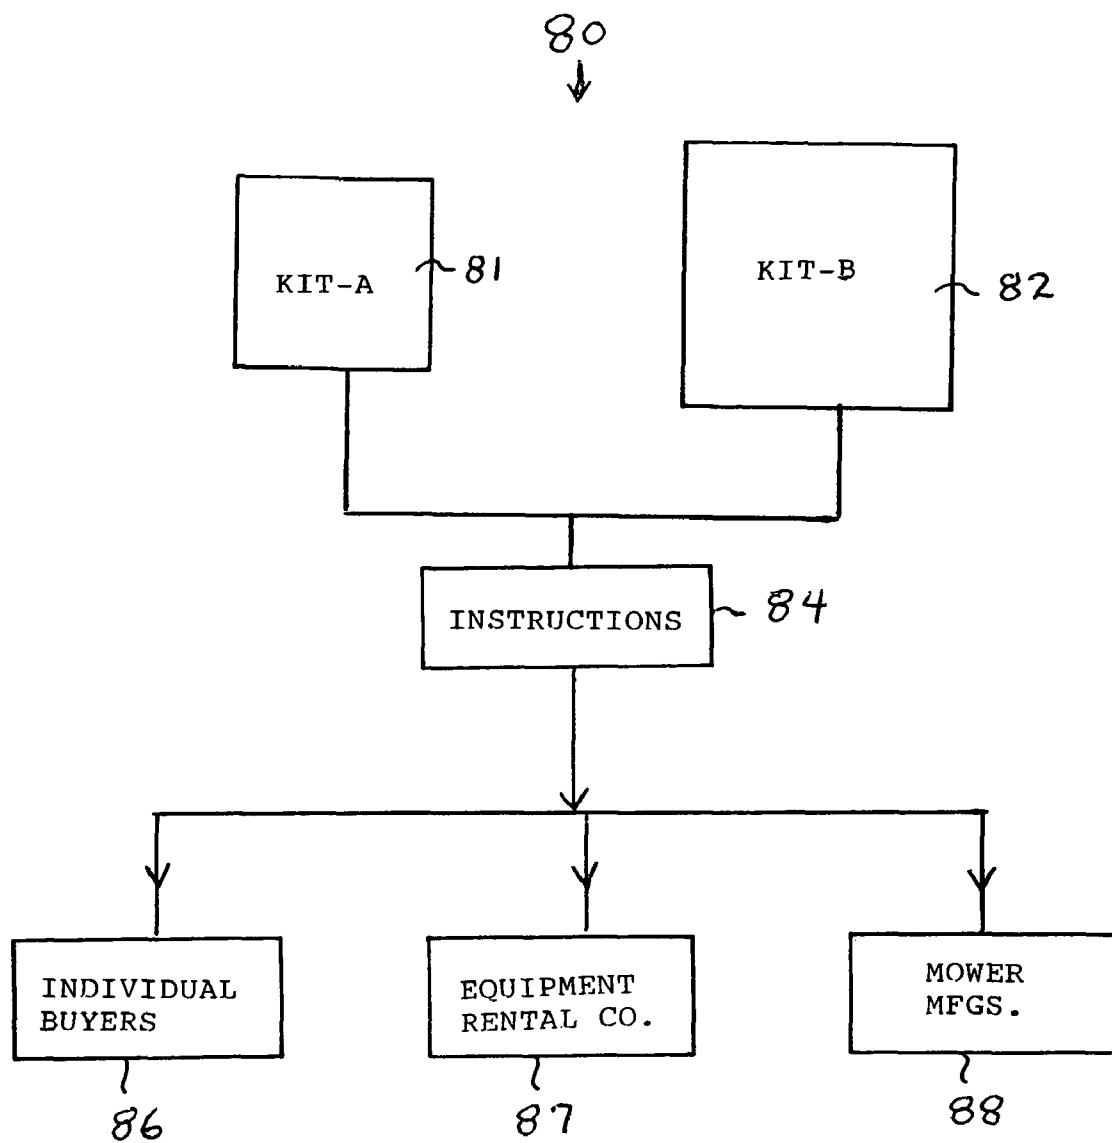 80
KIT-A
81
KIT-B
82
INSTRUCTIONS
84
INDIVIDUAL
BUYERS
EQUIPMENT
RENTAL CO.
MOWER
MFGS.
86
87
88